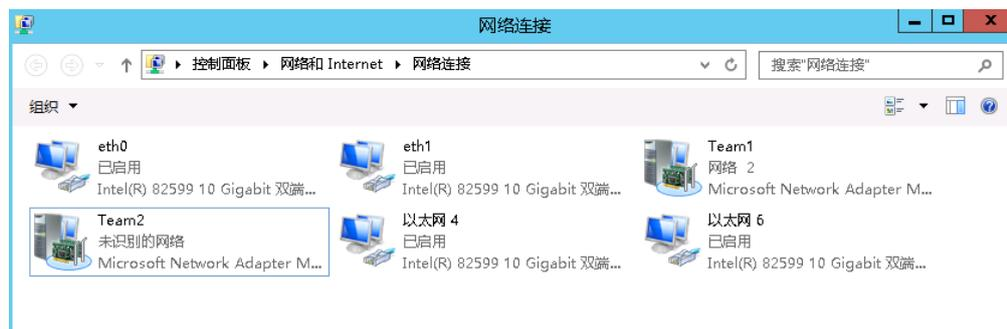 网络连接
控制面板 网络和 Internet 网络连接
搜索"网络连接"
组织
eth0
已启用
Intel(R) 82599 10 Gigabit 双端...
eth1
已启用
Intel(R) 82599 10 Gigabit 双端...
Team1
网络 2
Microsoft Network Adapter M...
Team2
未识别的网络
Microsoft Network Adapter M...
以太网 4
已启用
Intel(R) 82599 10 Gigabit 双端...
以太网 6
已启用
Intel(R) 82599 10 Gigabit 双端...